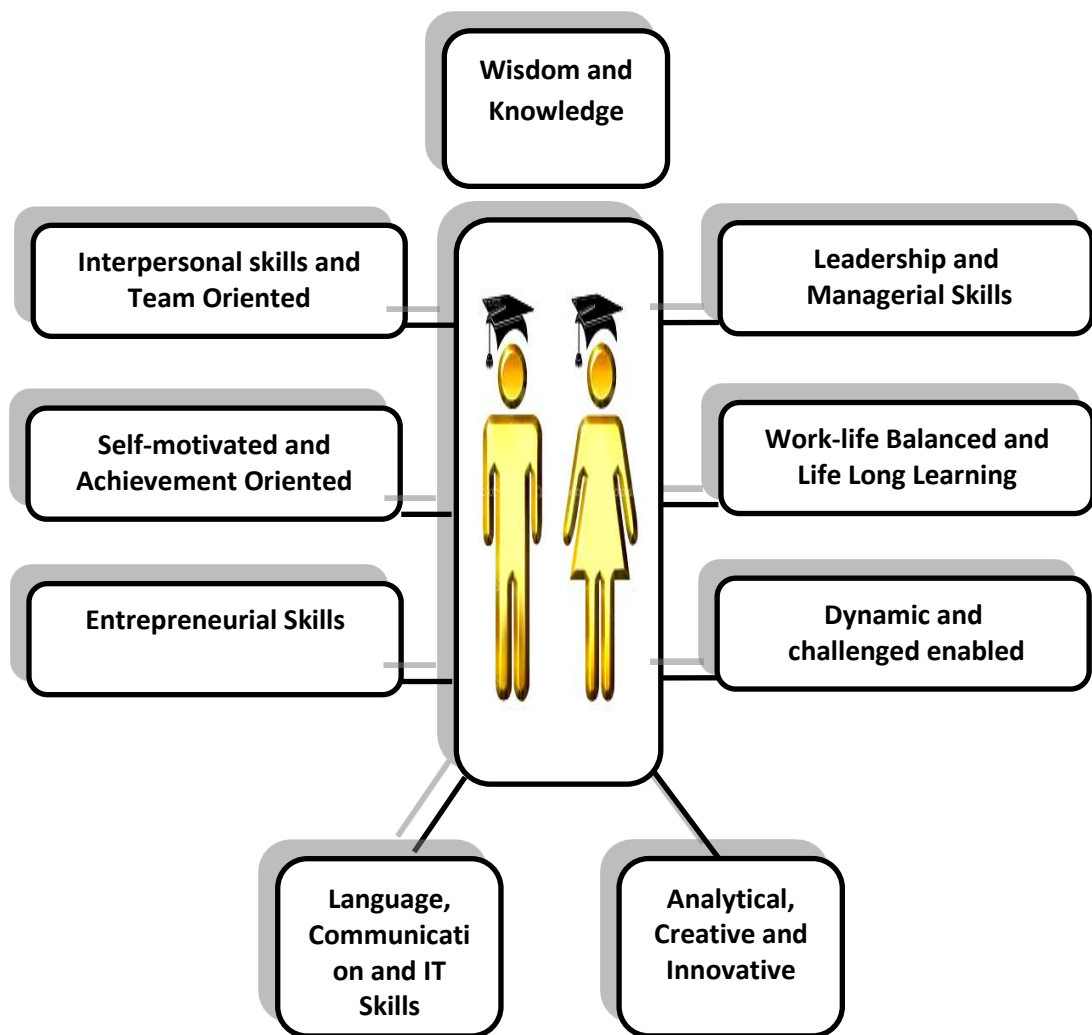 Wisdom and
Knowledge
Interpersonal skills and
Team Oriented
Leadership and
Managerial Skills
Self-motivated and
Achievement Oriented
Work-life Balanced and
Life Long Learning
Entrepreneurial Skills
Dynamic and
challenged enabled
Language,
Communicati
on and IT
Skills
Analytical,
Creative and
Innovative